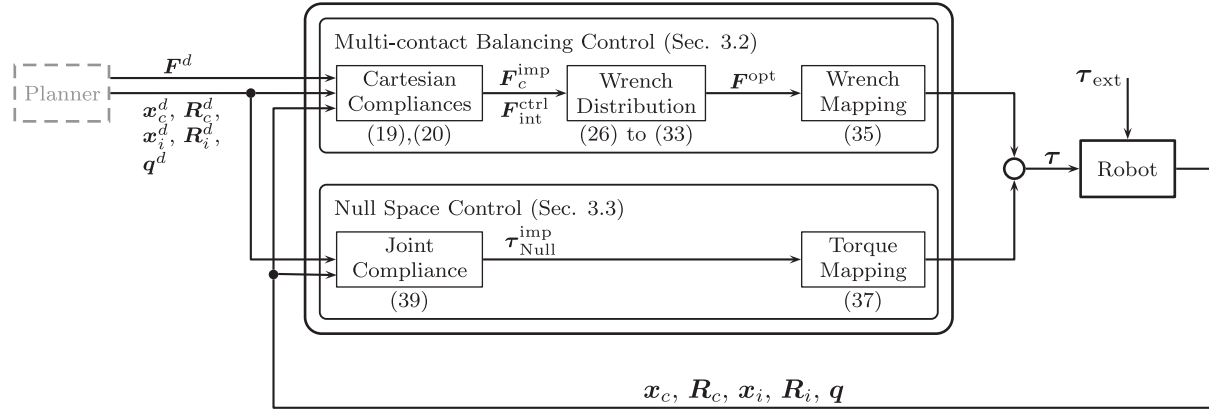 Multi-contact Balancing Control (Sec. 3.2)
Planner
F^d
x_c^d, R_c^d,
x_i^d, R_i^d,
q^d
Cartesian
Compliances
(19),(20)
F_c^imp
F_int^ctrl
Wrench
Distribution
(26) to (33)
F^opt
Wrench
Mapping
(35)
τ_ext
τ
Robot
Null Space Control (Sec. 3.3)
Joint
Compliance
(39)
τ_Null^imp
Torque
Mapping
(37)
x_c, R_c, x_i, R_i, q